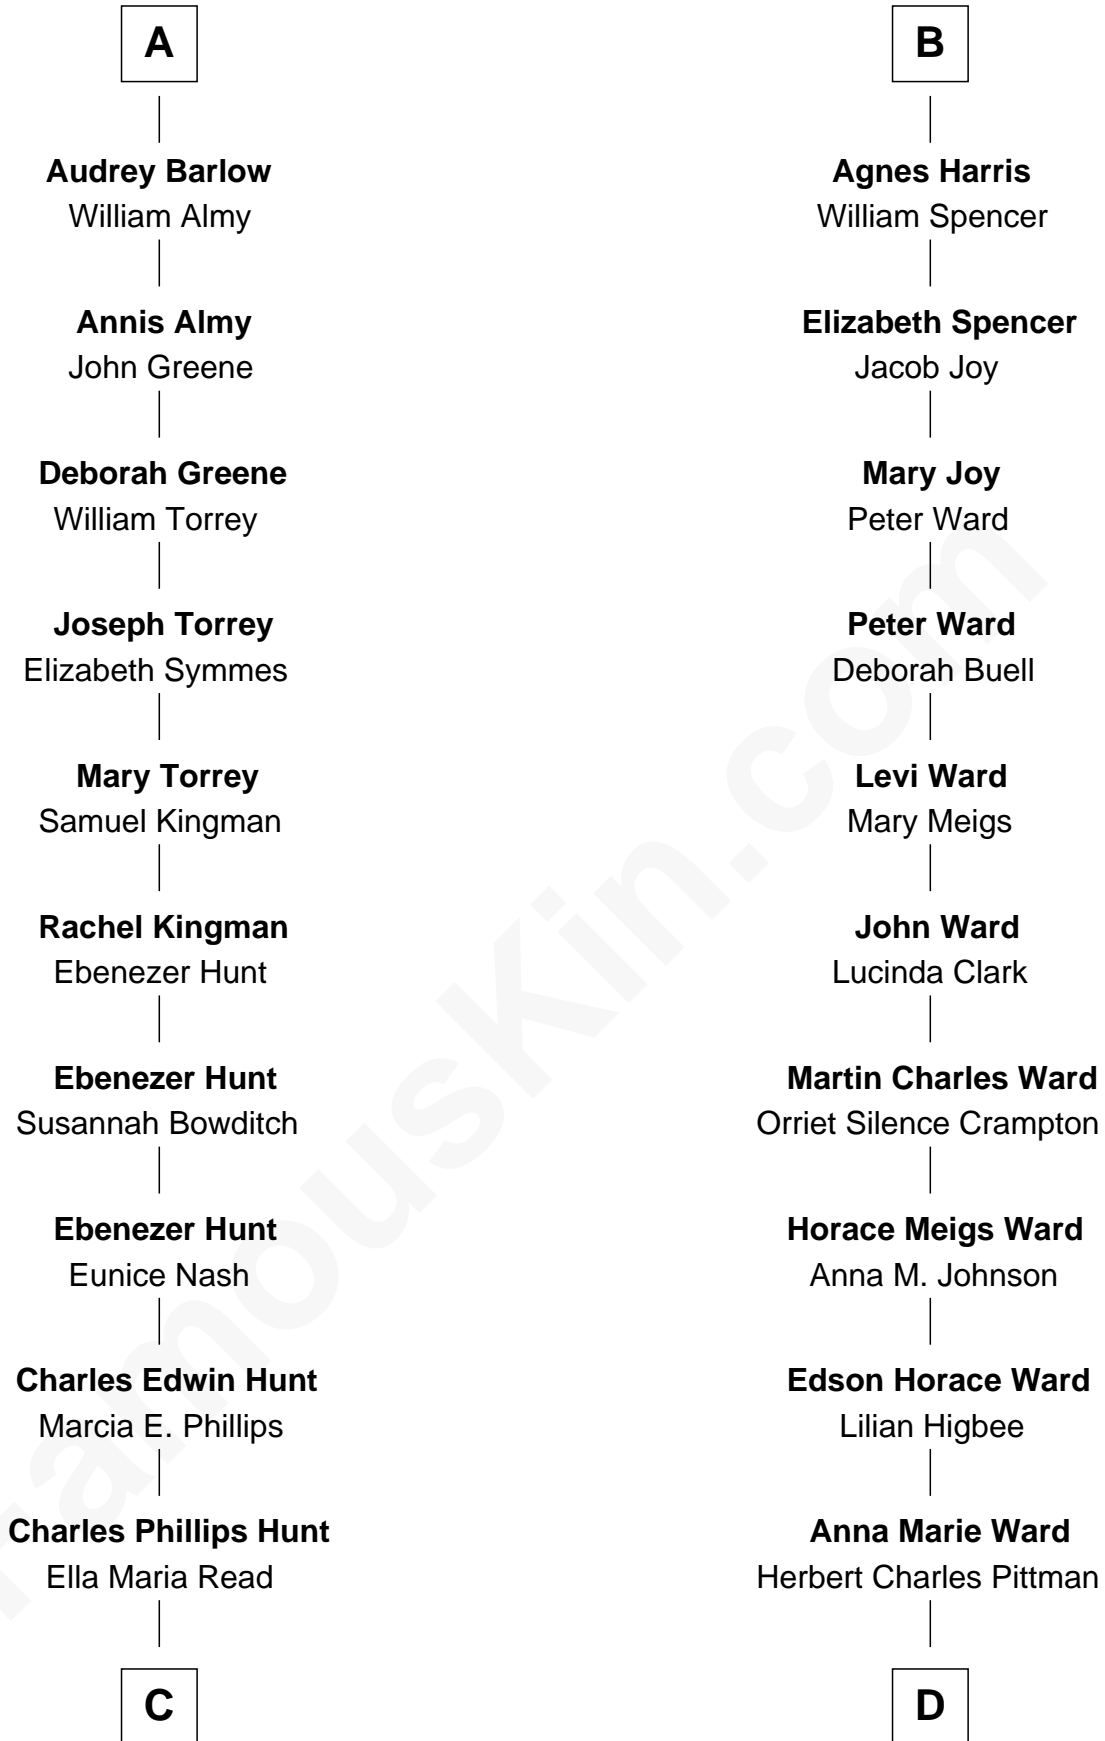 A
Audrey Barlow
William Almy
Annis Almy
John Greene
Deborah Greene
William Torrey
Joseph Torrey
Elizabeth Symmes
Mary Torrey
Samuel Kingman
Rachel Kingman
Ebenezer Hunt
Ebenezer Hunt
Susannah Bowditch
Ebenezer Hunt
Eunice Nash
Charles Edwin Hunt
Marcia E. Phillips
Charles Phillips Hunt
Ella Maria Read
C
B
Agnes Harris
William Spencer
Elizabeth Spencer
Jacob Joy
Mary Joy
Peter Ward
Peter Ward
Deborah Buell
Levi Ward
Mary Meigs
John Ward
Lucinda Clark
Martin Charles Ward
Orriet Silence Crampton
Horace Meigs Ward
Anna M. Johnson
Edson Horace Ward
Lilian Higbee
Anna Marie Ward
Herbert Charles Pittman
D
FamousKin.com